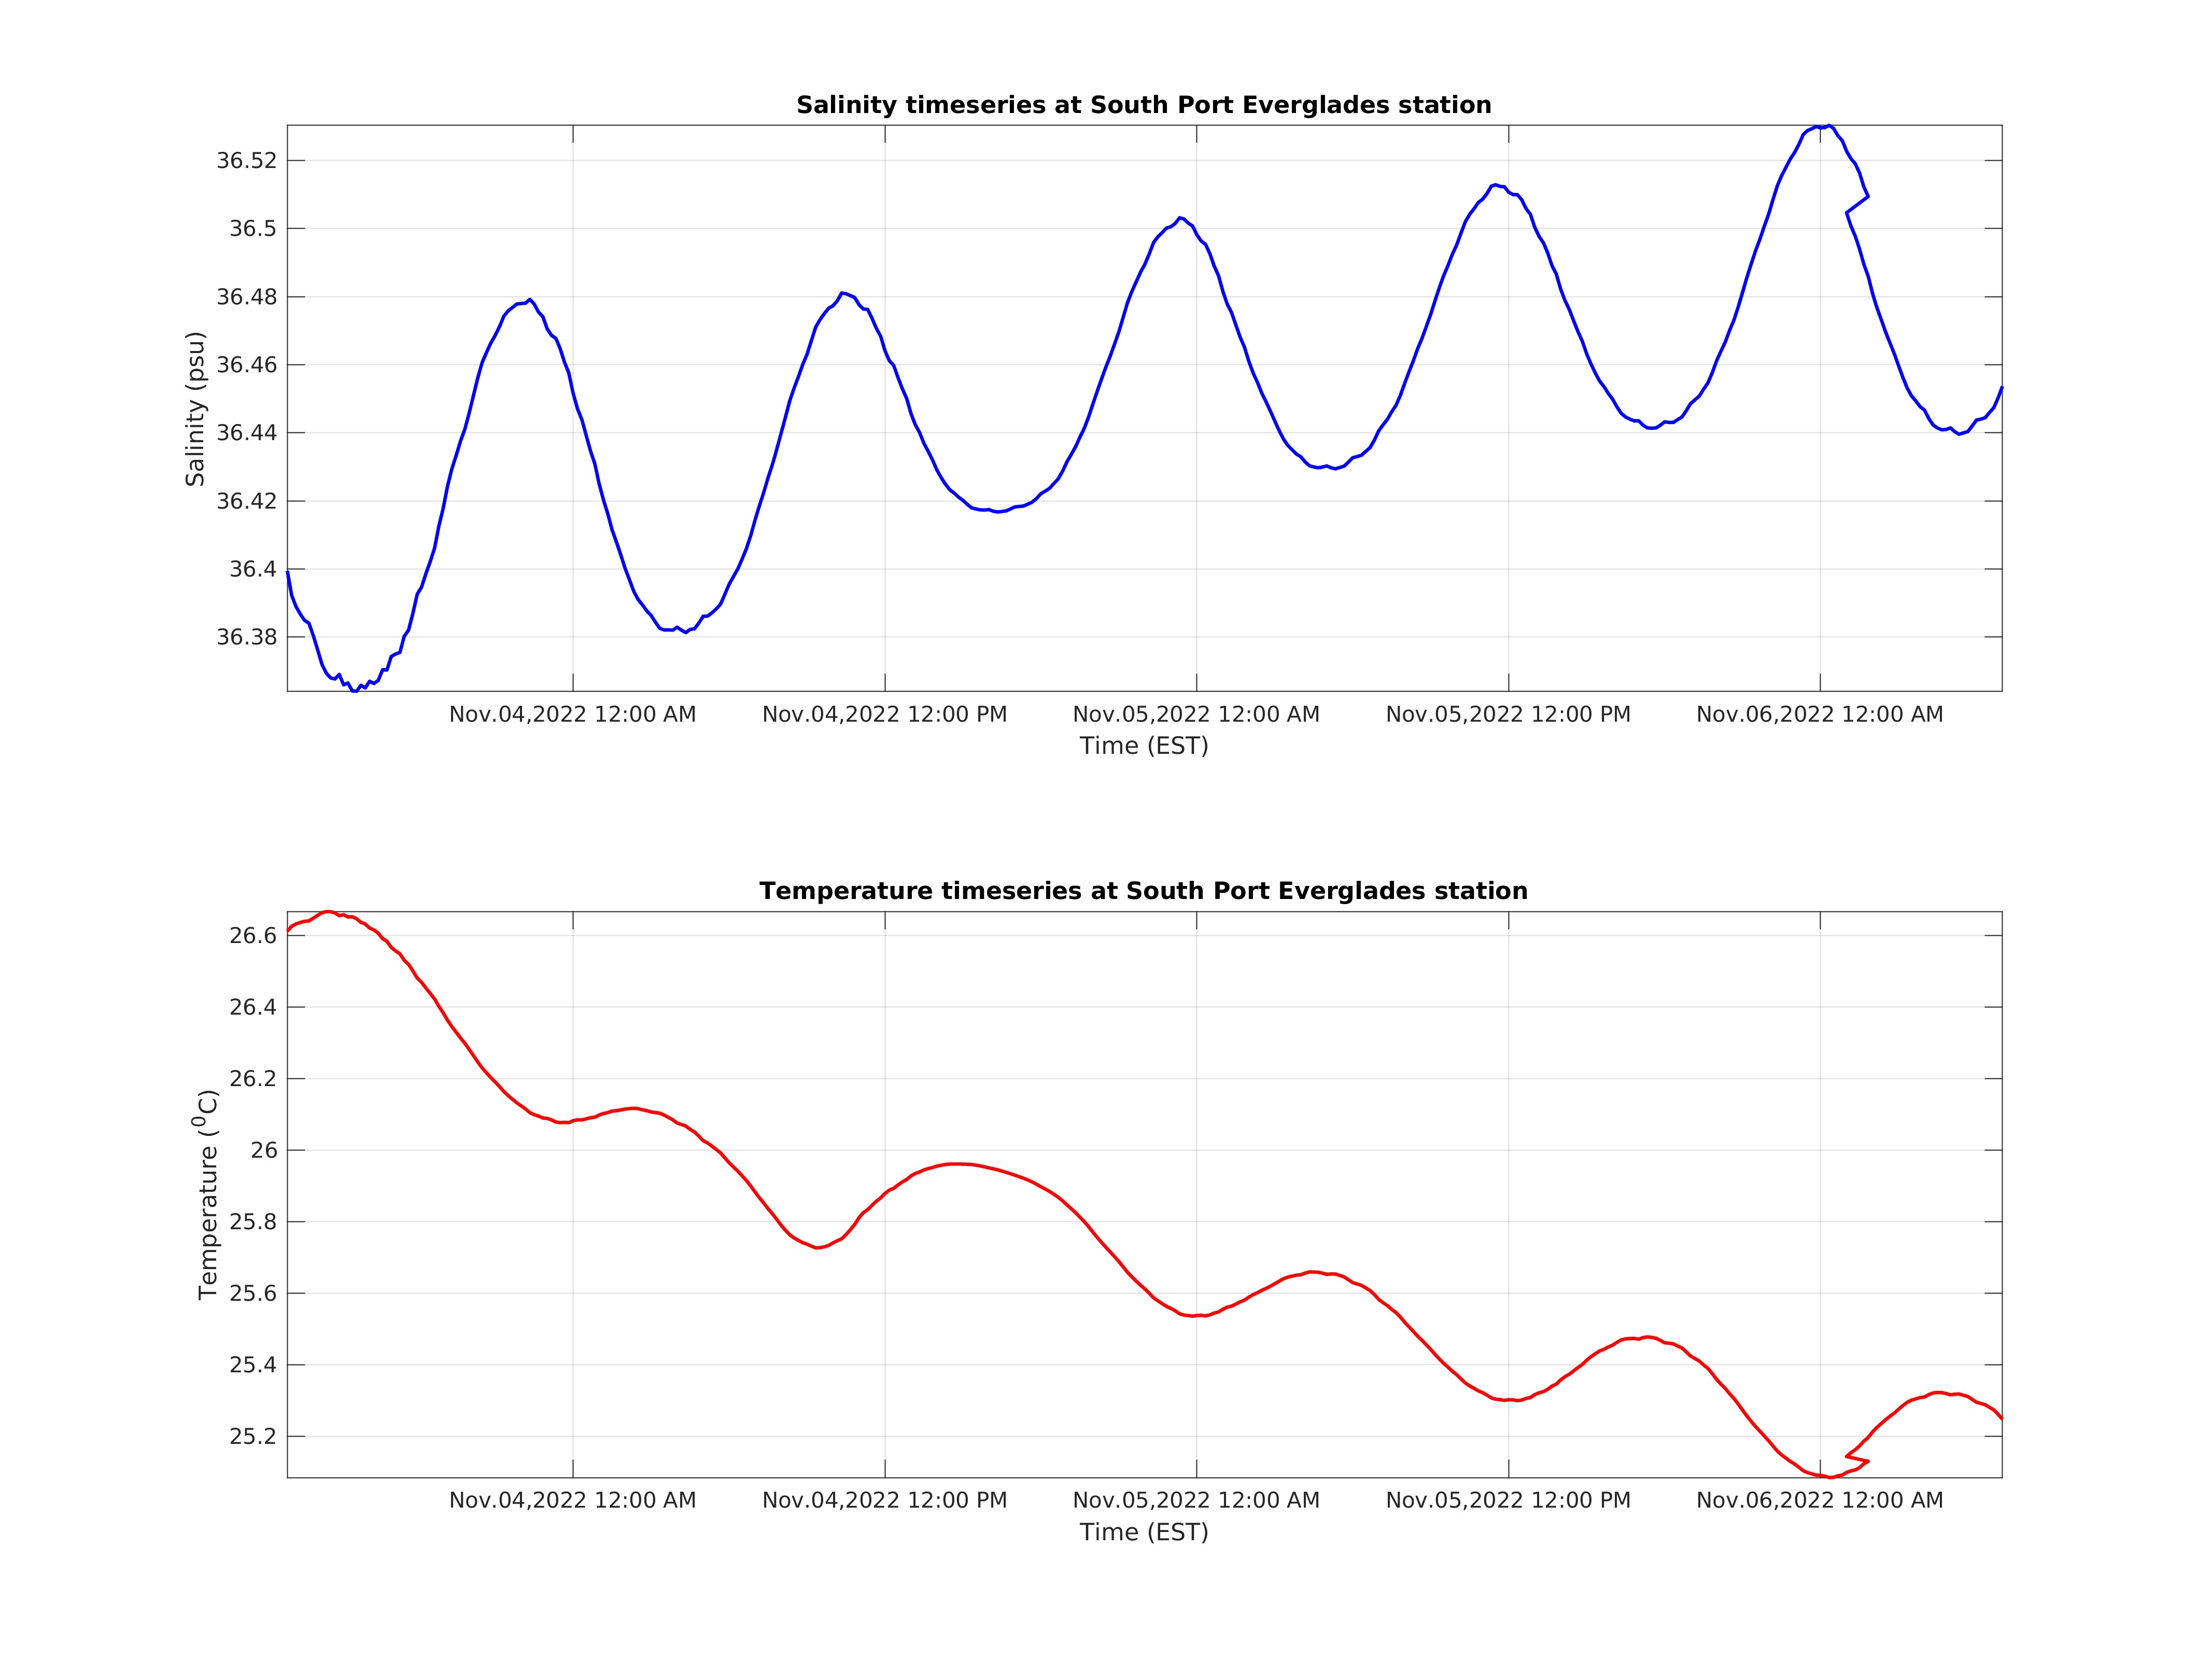 Salinity timeseries at South Port Everglades station
36.52
36.5
36.48
36.46
36.44
36.42
36.4
36.38
Salinity (psu)
Nov.04,2022 12:00 AM Nov.04,2022 12:00 PM Nov.05,2022 12:00 AM Nov.05,2022 12:00 PM Nov.06,2022 12:00 AM
Time (EST)
Temperature timeseries at South Port Everglades station
26.6
26.4
26.2
26
25.8
25.6
25.4
25.2
Temperature (⁰C)
Nov.04,2022 12:00 AM Nov.04,2022 12:00 PM Nov.05,2022 12:00 AM Nov.05,2022 12:00 PM Nov.06,2022 12:00 AM
Time (EST)